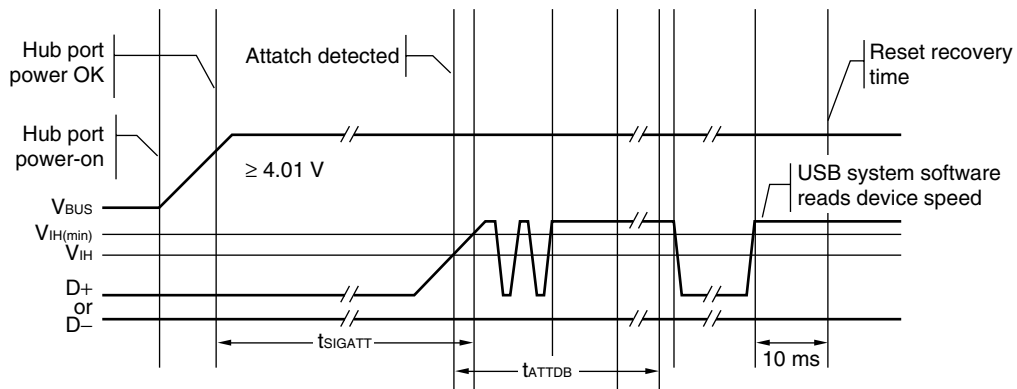 Hub port
power OK
Attatch detected
Reset recovery
time
Hub port
power-on
≥ 4.01 V
USB system software
reads device speed
VBUS
VIH(min)
VIH
D+
or
D–
tSIGATT
tATTDB
10 ms